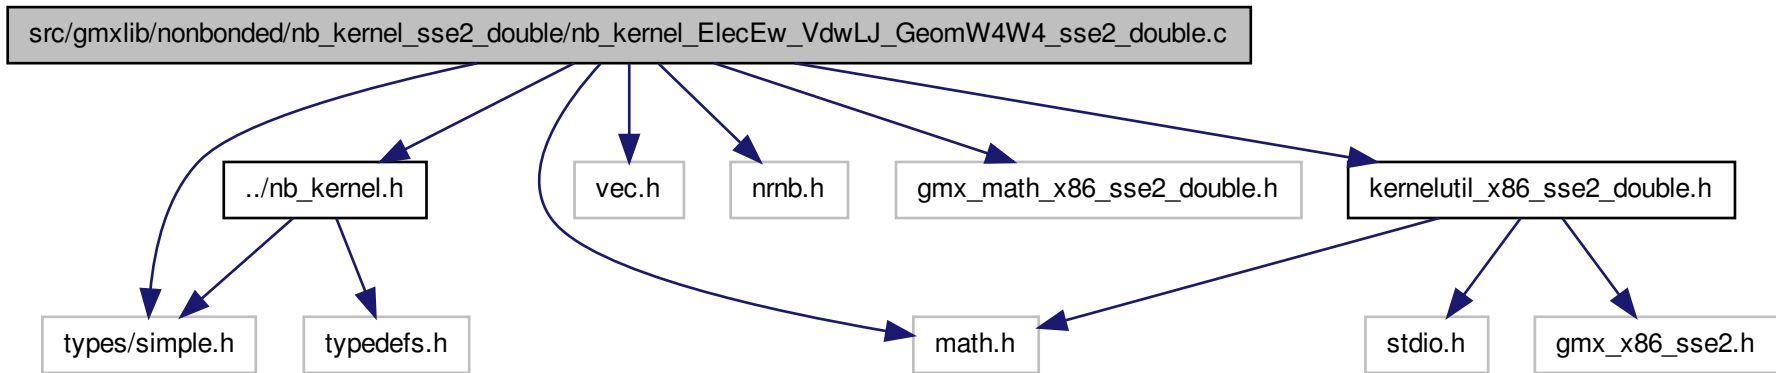 src/gmxlib/nonbonded/nb_kernel_sse2_double/nb_kernel_ElecEw_VdwLJ_GeomW4W4_sse2_double.c
../nb_kernel.h
vec.h
nrnb.h
gmx_math_x86_sse2_double.h
kernelutil_x86_sse2_double.h
types/simple.h
typedefs.h
math.h
stdio.h
gmx_x86_sse2.h